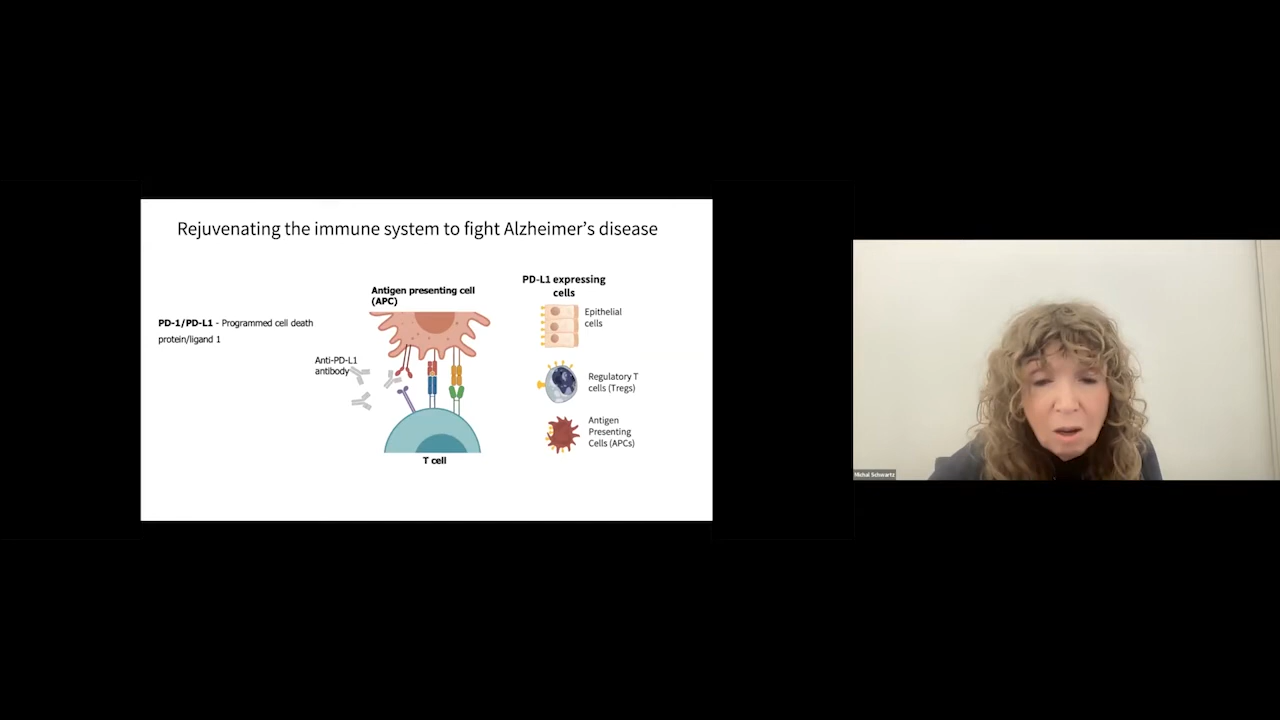 Rejuvenating the immune system to fight Alzheimer's disease
PD-1/PD-L1 - Programmed cell death
protein/ligand 1
Anti-PD-L1
antibody
Antigen presenting cell
(APC)
T cell
PD-L1 expressing
cells
Epithelial
cells
Regulatory T
cells (Tregs)
Antigen
Presenting
Cells (APCs)
Michal Schwartz